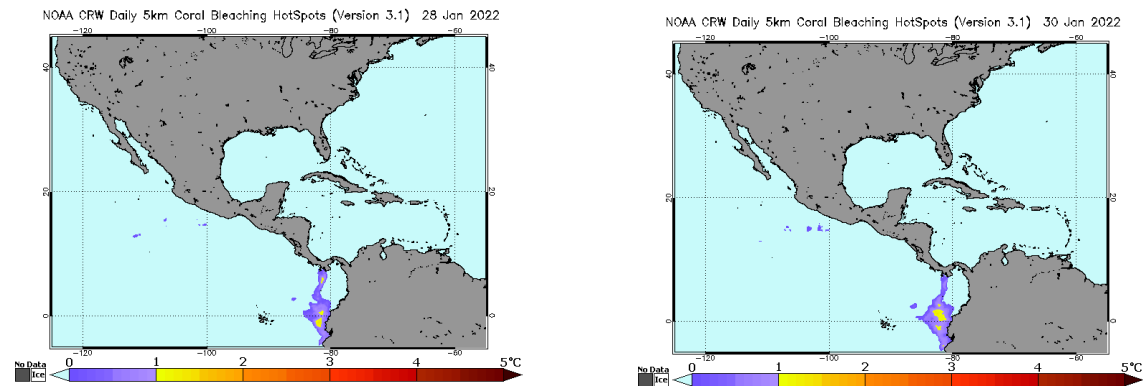 NOAA CRW Daily 5km Coral Bleaching HotSpots (Version 3.1) 28 Jan 2022
-120 -100 -80 -60
40 40
20 20
0 0
-120 -100 -80 -60
No Data 0 1 2 3 4 5°C
Ice
NOAA CRW Daily 5km Coral Bleaching HotSpots (Version 3.1) 30 Jan 2022
-120 -100 -80 -60
40 40
20 20
0 0
-120 -100 -80 -60
No Data 0 1 2 3 4 5°C
Ice